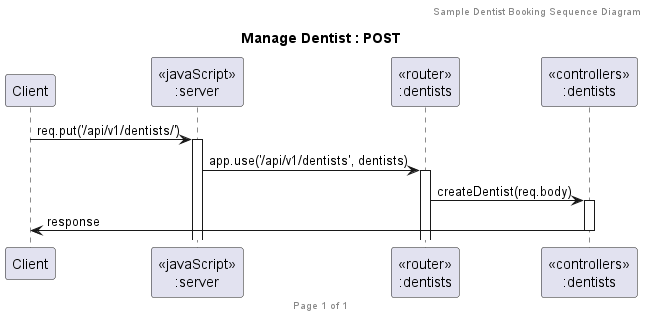 Sample Dentist Booking Sequence Diagram
Manage Dentist : POST
Client
«javaScript»
:server
«router»
:dentists
«controllers»
:dentists
req.put('/api/v1/dentists/')
app.use('/api/v1/dentists', dentists)
createDentist(req.body)
response
Client
«javaScript»
:server
«router»
:dentists
«controllers»
:dentists
Page 1 of 1